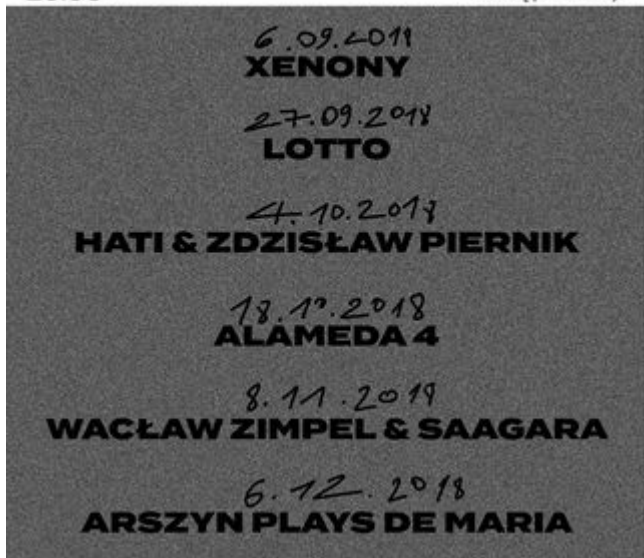 6.09.2018
XENONY
27.09.2018
LOTTO
4.10.2018
HATI & ZDZISŁAW PIERNIK
18.10.2018
ALAMEDA 4
8.11.2018
WACŁAW ZIMPEL & SAAGARA
6.12.2018
ARSZYN PLAYS DE MARIA